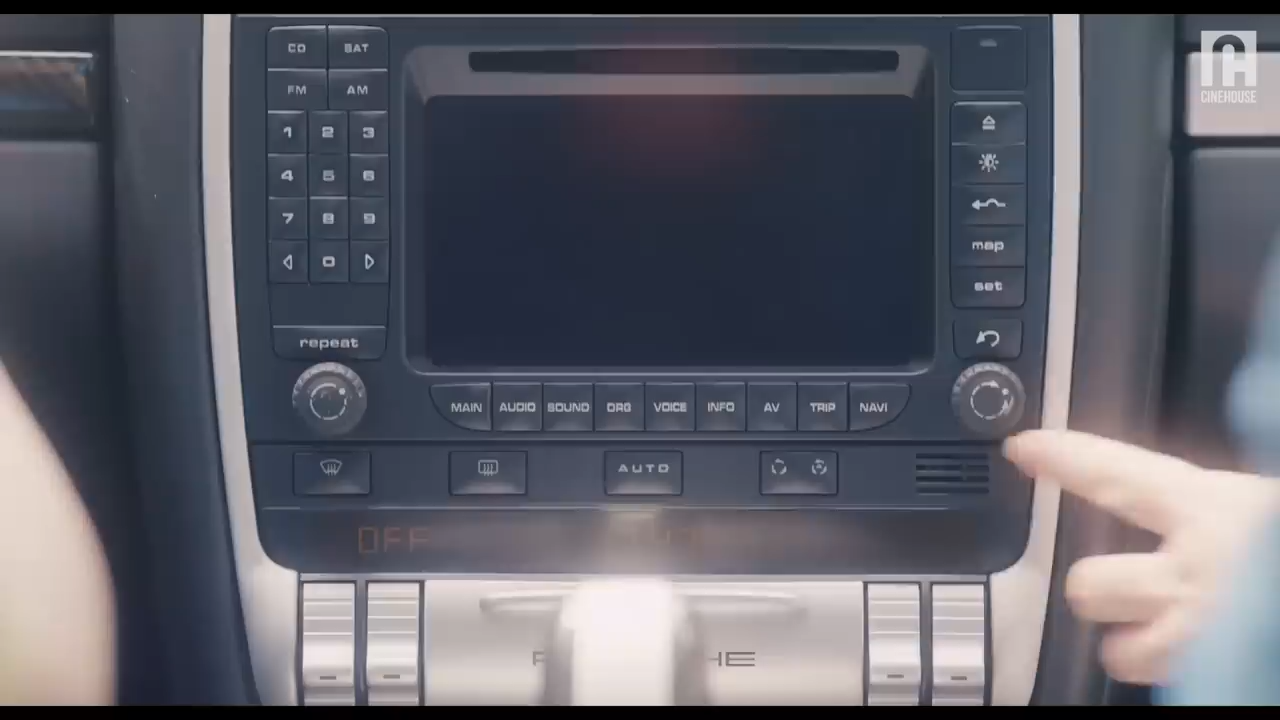 CD SAT
FM AM
1 2 3
4 5 6
7 8 9
0
repeat
map
set
MAIN AUDIO SOUND ORG VOICE INFO AV TRIP NAVI
AUTO
OFF
CINEHOUSE